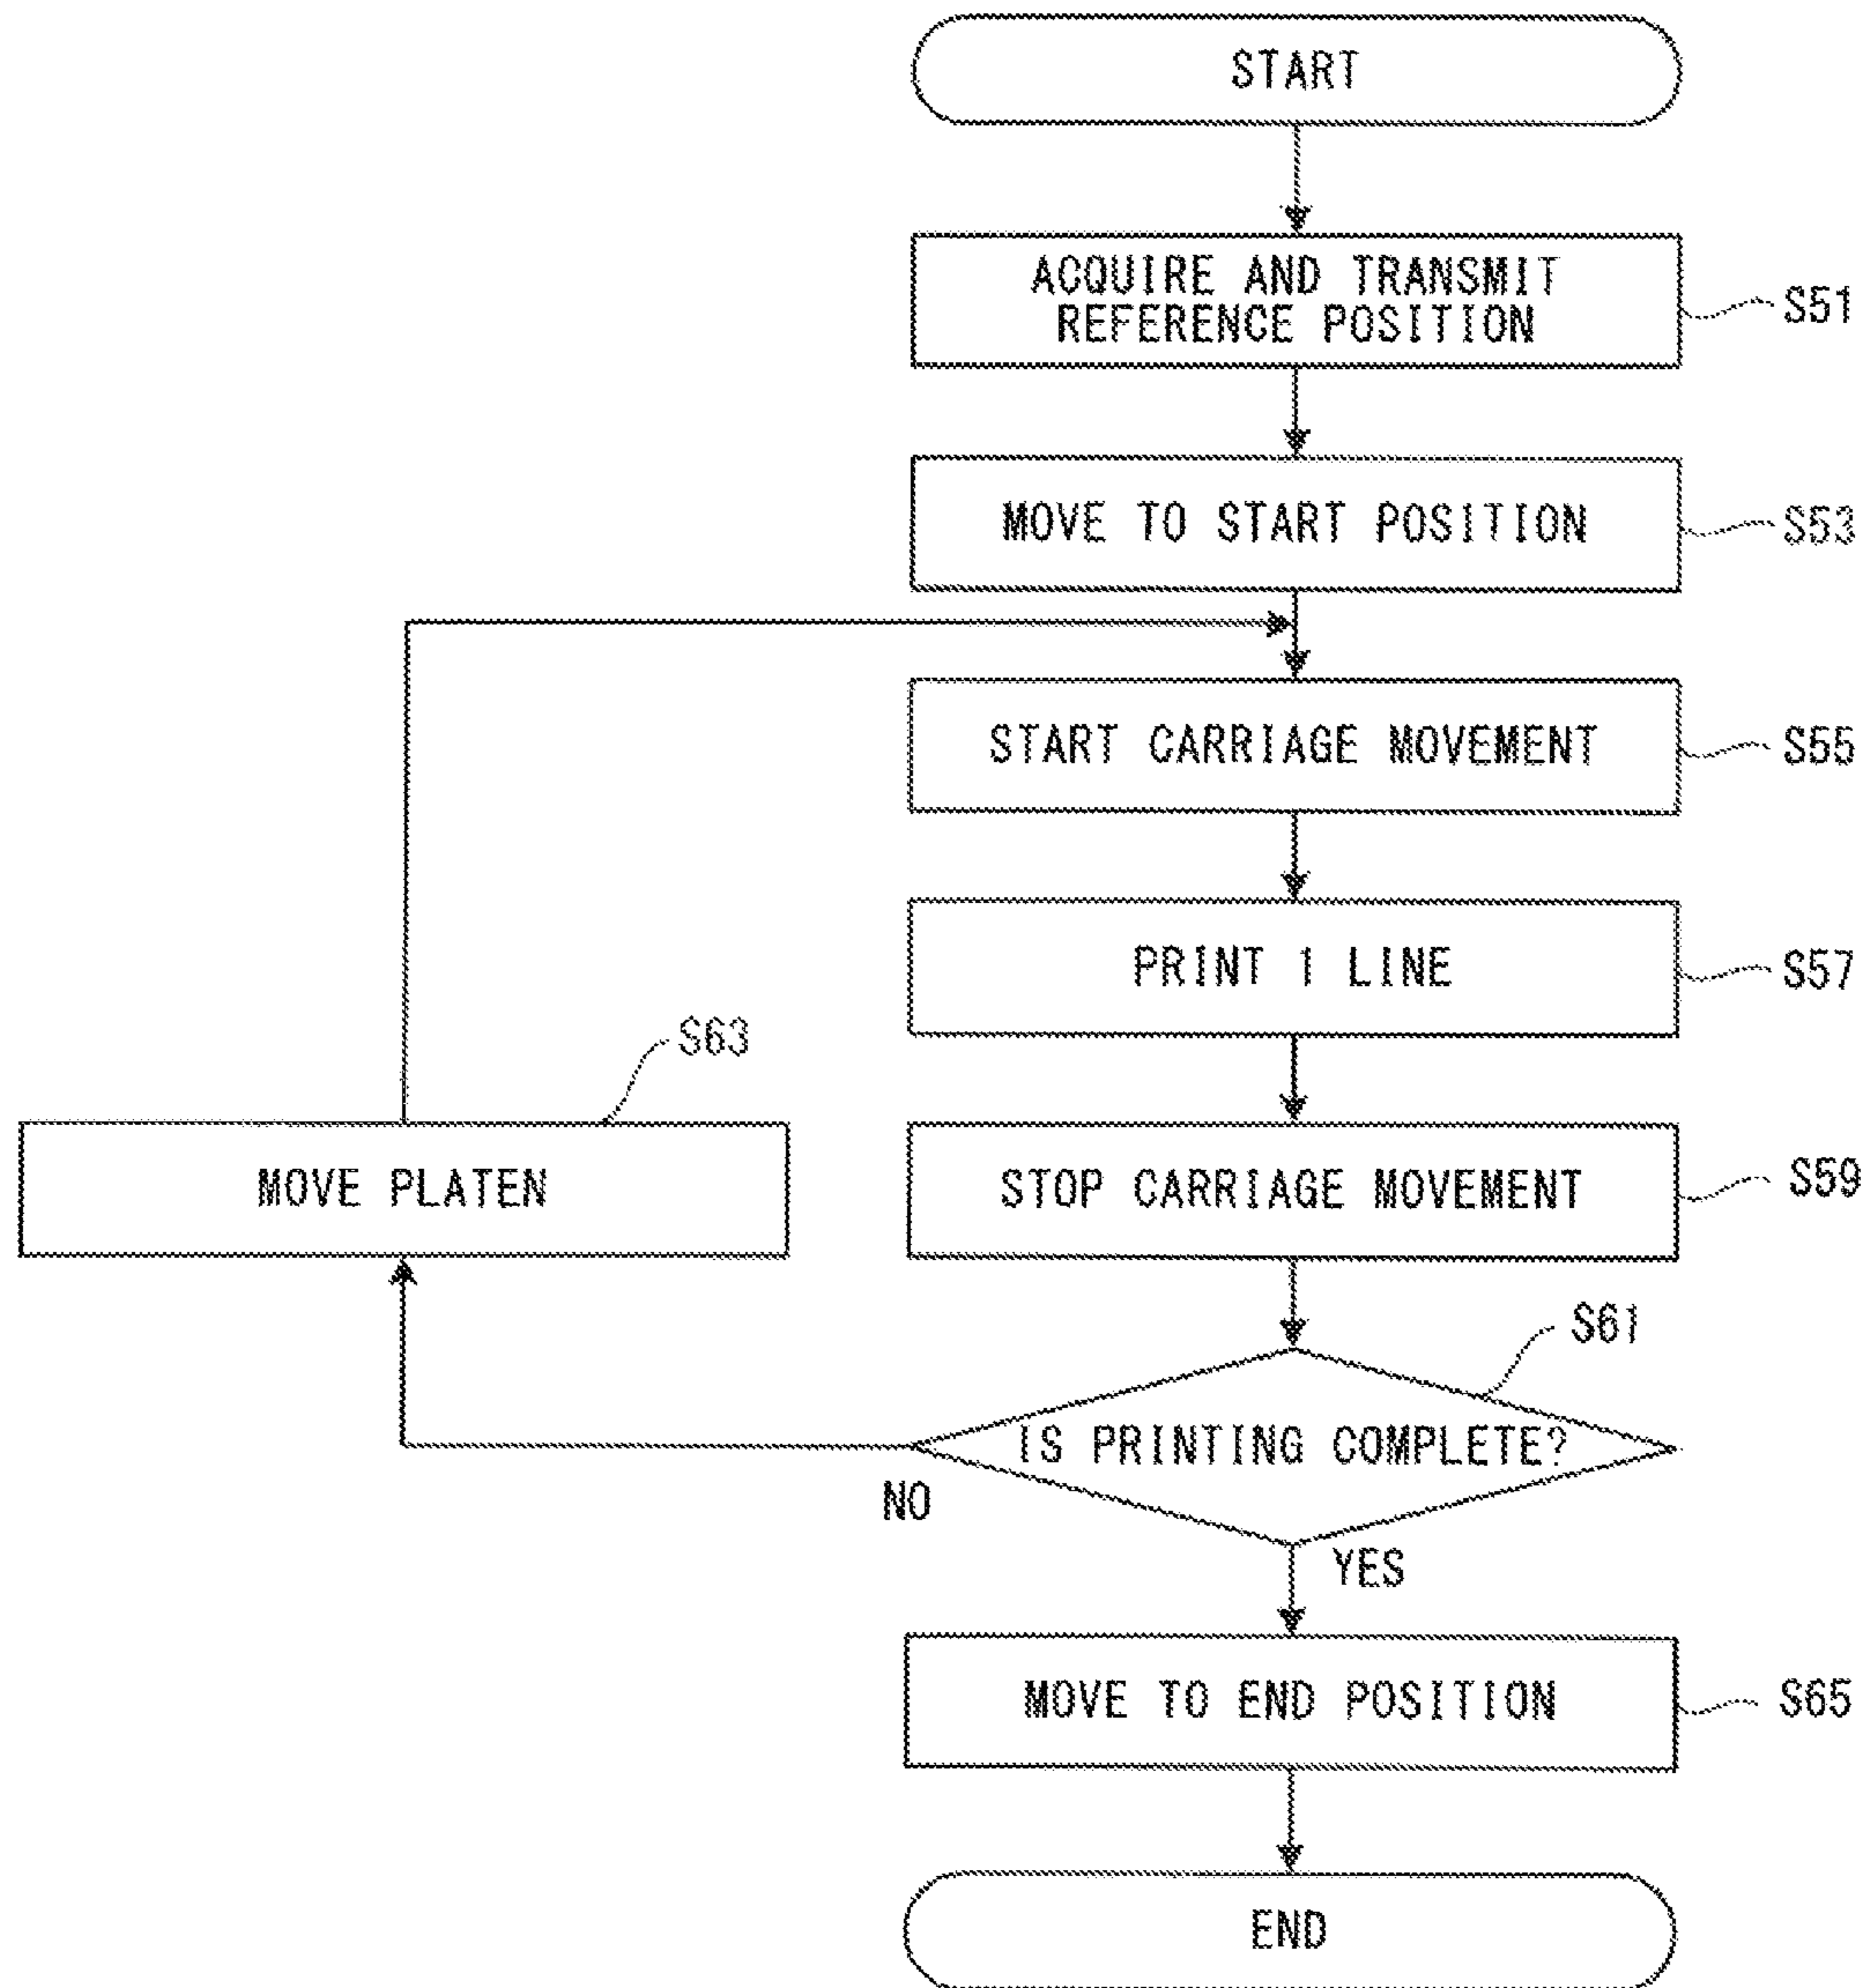 START
ACQUIRE AND TRANSMIT
REFERENCE POSITION
S51
MOVE TO START POSITION
S53
START CARRIAGE MOVEMENT
S55
PRINT 1 LINE
S57
S63
MOVE PLATEN
STOP CARRIAGE MOVEMENT
S59
S61
IS PRINTING COMPLETE?
NO
YES
MOVE TO END POSITION
S65
END